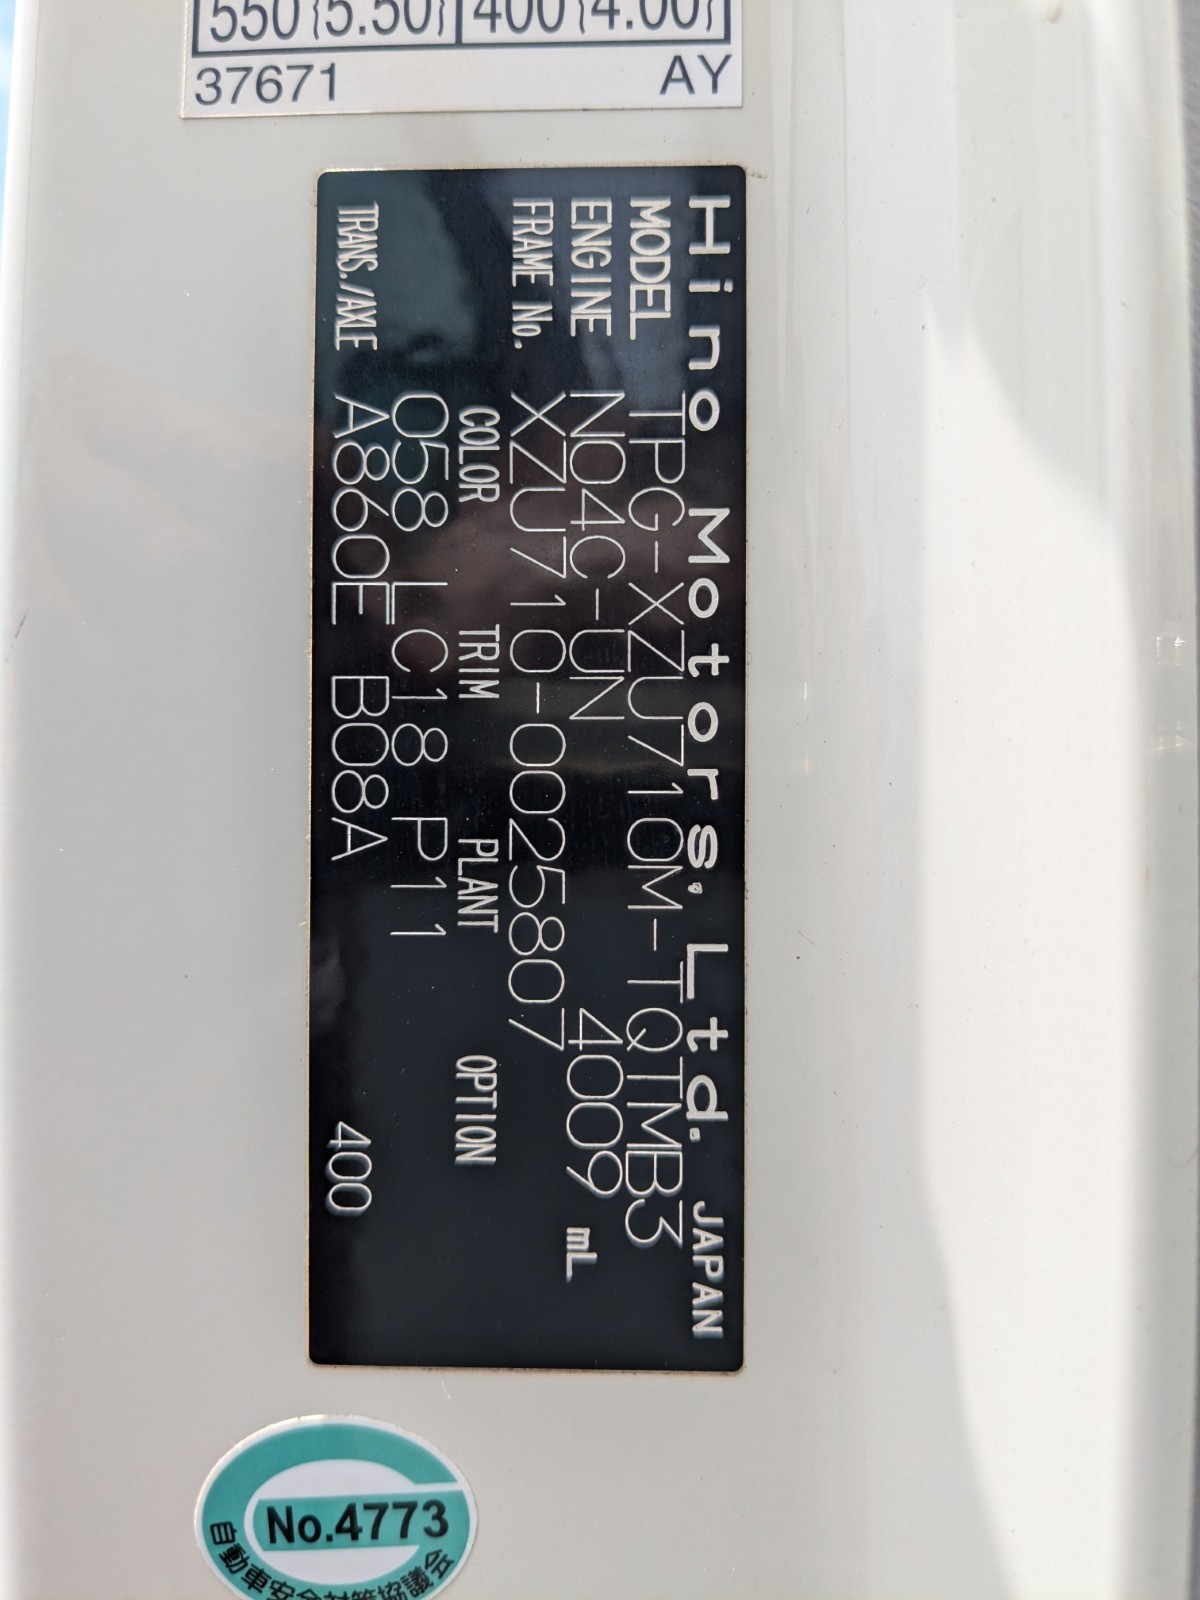 550{5.50} 400{4.00}
37671 AY
Hino Motors, Ltd. JAPAN
MODEL TPG-XZU710M-TQTMB3
ENGINE N04C-UN 4009 mL
FRAME No. XZU710-0025807
COLOR TRIM PLANT OPTION
058 LC18 P11
TRANS./AXLE A860E B08A 400
No.4773
自動車安全対策協議会